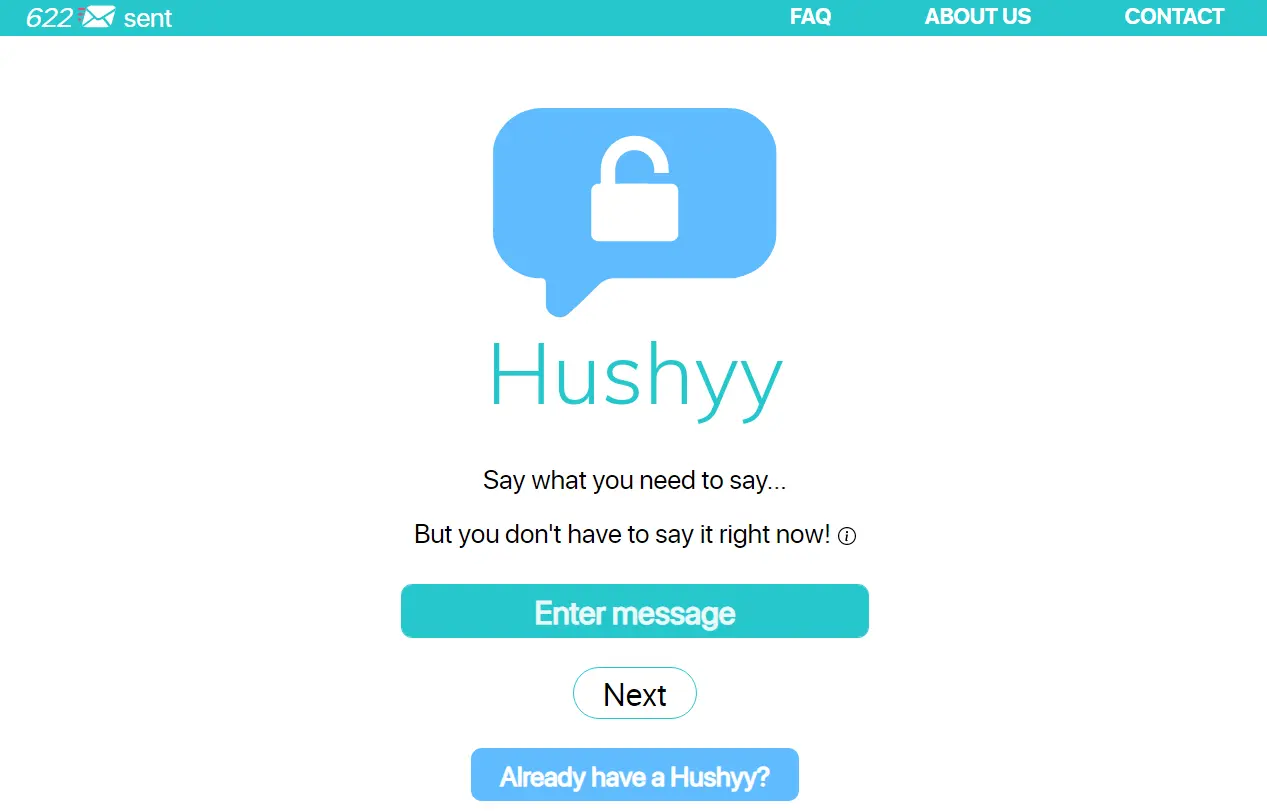 622 sent
FAQ
ABOUT US
CONTACT
Hushyy
Say what you need to say...
But you don't have to say it right now!
Enter message
Next
Already have a Hushyy?